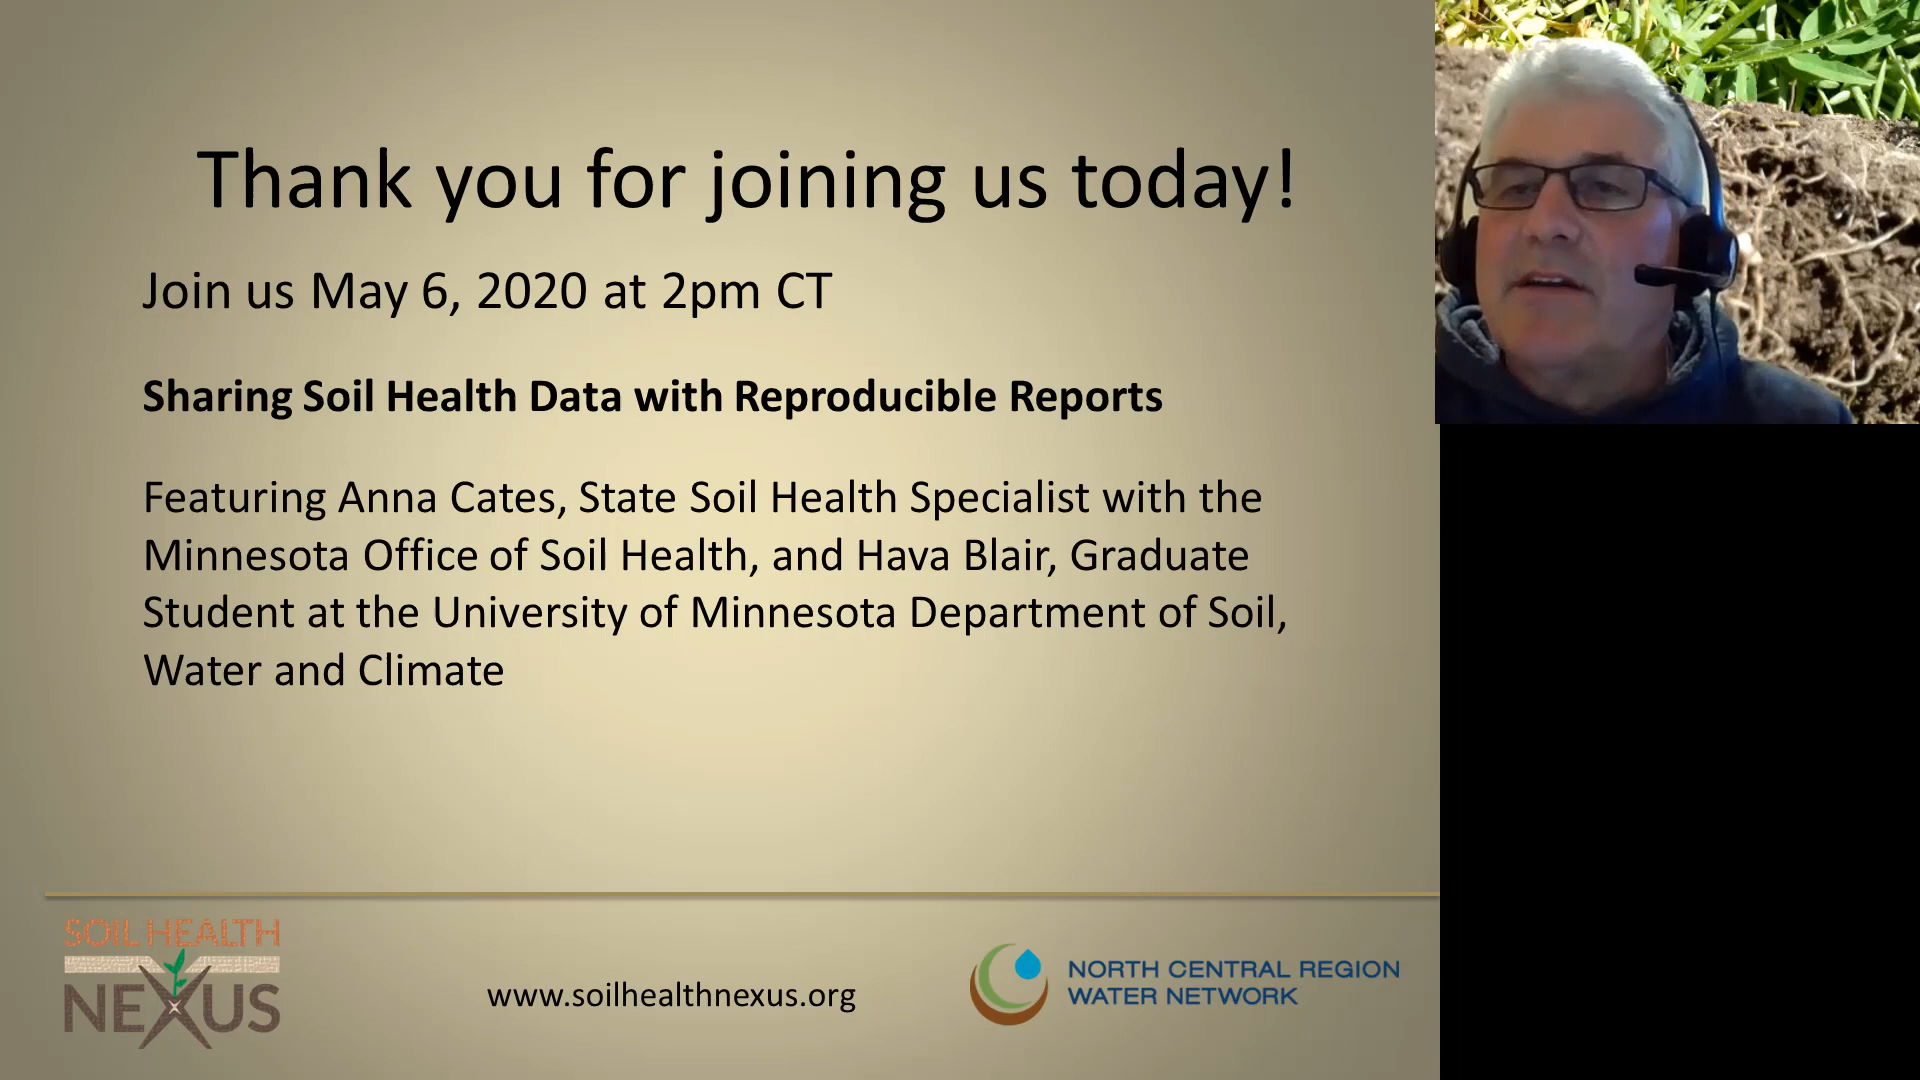 Thank you for joining us today!
Join us May 6, 2020 at 2pm CT
Sharing Soil Health Data with Reproducible Reports
Featuring Anna Cates, State Soil Health Specialist with the
Minnesota Office of Soil Health, and Hava Blair, Graduate
Student at the University of Minnesota Department of Soil,
Water and Climate
SOIL HEALTH
NEXUS
www.soilhealthnexus.org
NORTH CENTRAL REGION
WATER NETWORK